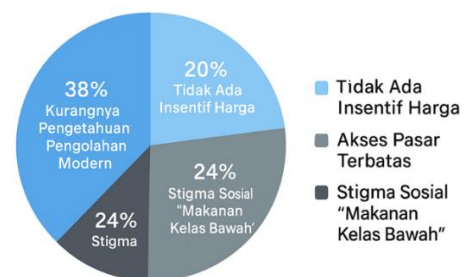 38%
Kurangnya
Pengetahuan
Pengolahan
Modern
20%
Tidak Ada
Insentif Harga
24%
Stigma Sosial
"Makanan
Kelas Bawah'
24%
Stigma
Tidak Ada
Insentif Harga
Akses Pasar
Terbatas
Stigma Sosial
"Makanan
Kelas Bawah"